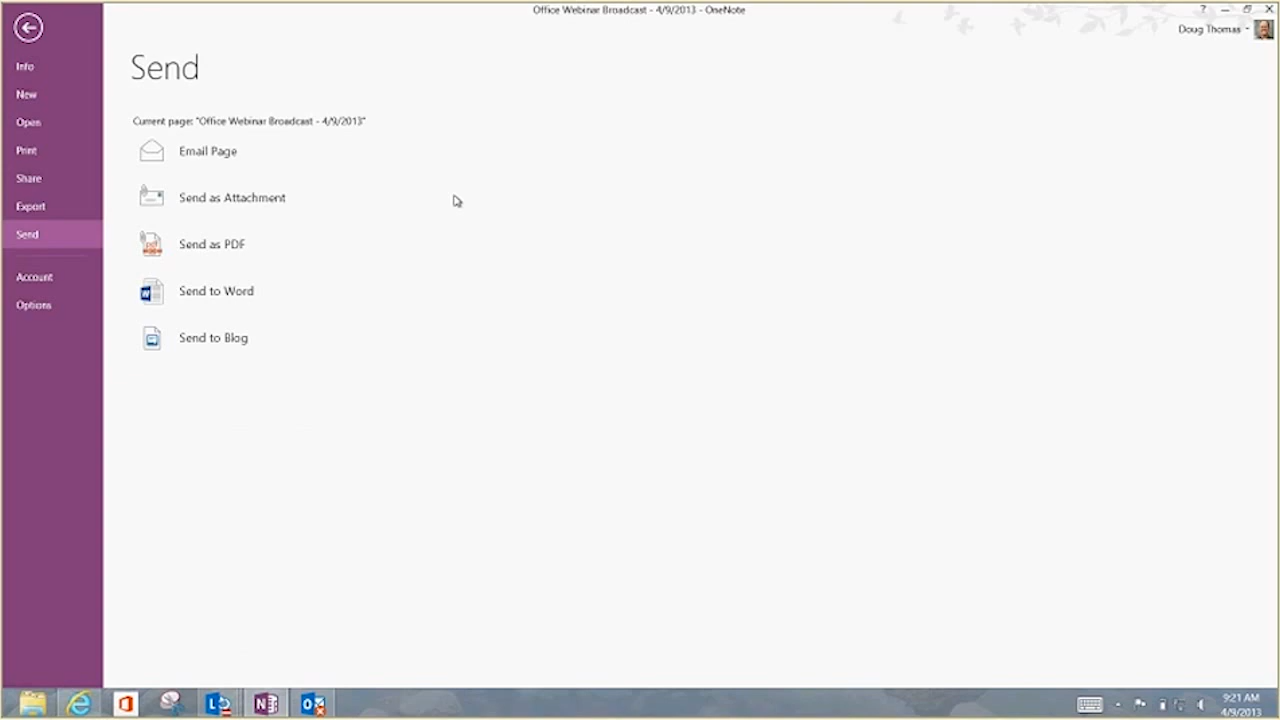 Office Webinar Broadcast - 4/9/2013 - OneNote
?
Doug Thomas
Info
New
Open
Print
Share
Export
Send
Account
Options
Send
Current page: "Office Webinar Broadcast - 4/9/2013"
Email Page
Send as Attachment
Send as PDF
Send to Word
Send to Blog
9:21 AM
4/9/2013